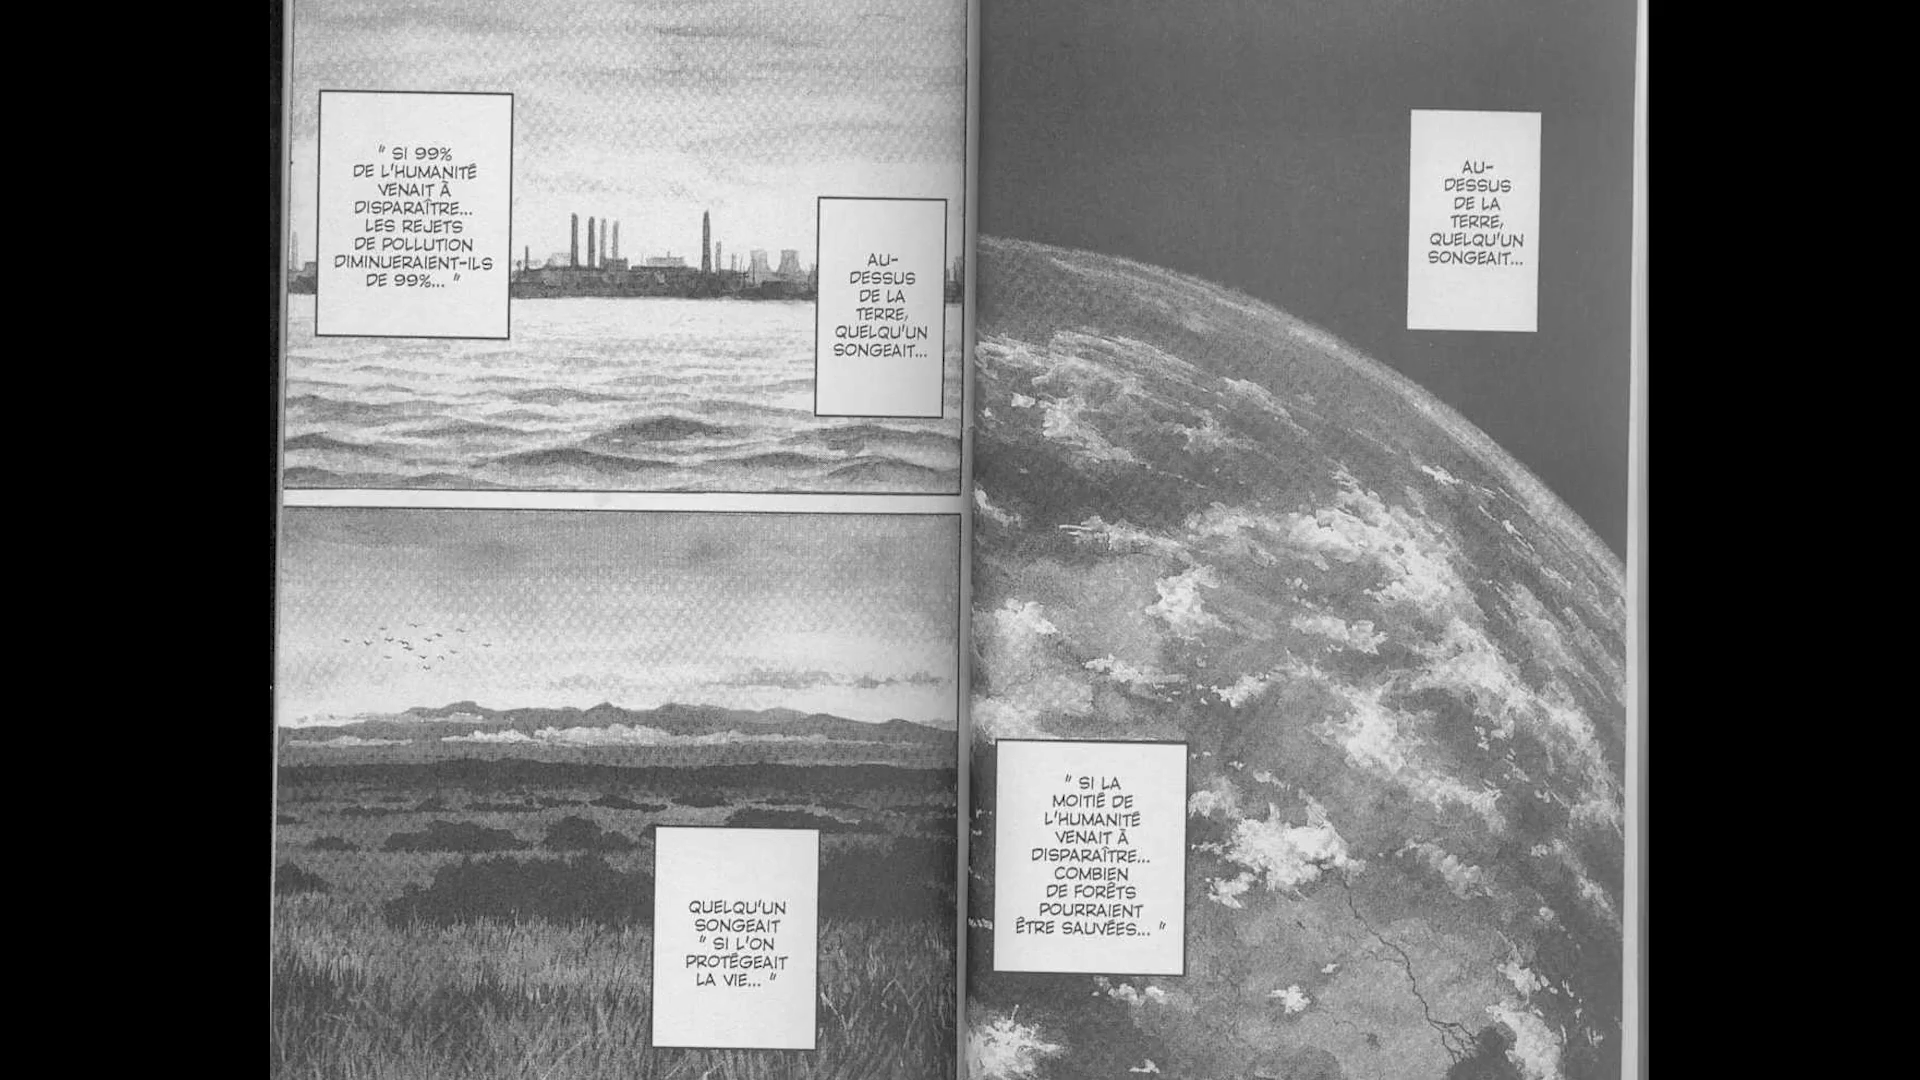 AU-
DESSUS
DE LA
TERRE,
QUELQU'UN
SONGEAIT...
" SI LA
MOITIÉ DE
L'HUMANITÉ
VENAIT À
DISPARAÎTRE...
COMBIEN
DE FORÊTS
POURRAIENT
ÊTRE SAUVÉES... "
AU-
DESSUS
DE LA
TERRE,
QUELQU'UN
SONGEAIT...
" SI 99%
DE L'HUMANITÉ
VENAIT À
DISPARAÎTRE...
LES REJETS
DE POLLUTION
DIMINUERAIENT-ILS
DE 99%... "
QUELQU'UN
SONGEAIT
" SI L'ON
PROTÉGEAIT
LA VIE... "